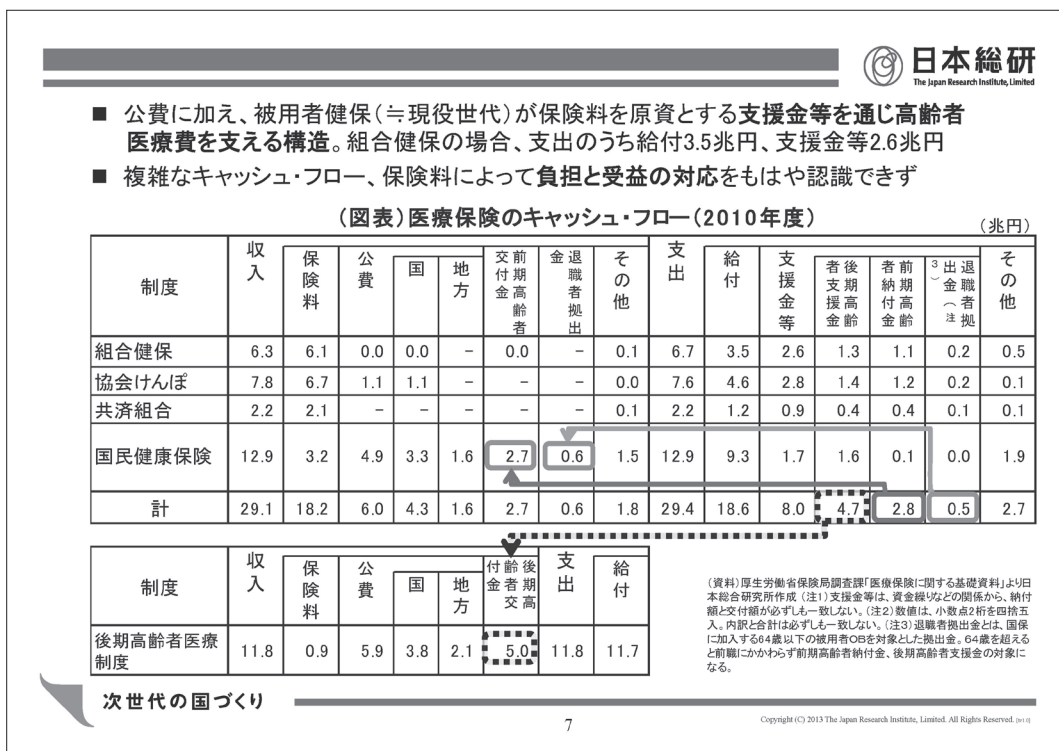 日本総研
The Japan Research Institute, Limited
■ 公費に加え、被用者健保(≒現役世代)が保険料を原資とする支援金等を通じ高齢者
医療費を支える構造。組合健保の場合、支出のうち給付3.5兆円、支援金等2.6兆円
■ 複雑なキャッシュ・フロー、保険料によって負担と受益の対応をもはや認識できず
(図表)医療保険のキャッシュ・フロー(2010年度)
(兆円)
制度 収入 保険料 公費 国 地方 前期高齢者交付金 退職者拠出金 その他 支出 給付 支援金等 後期高齢者支援金 前期高齢者納付金 退職者拠出金(注3) その他
組合健保 6.3 6.1 0.0 0.0 － 0.0 － 0.1 6.7 3.5 2.6 1.3 1.1 0.2 0.5
協会けんぽ 7.8 6.7 1.1 1.1 － － － 0.0 7.6 4.6 2.8 1.4 1.2 0.2 0.1
共済組合 2.2 2.1 － － － － － 0.1 2.2 1.2 0.9 0.4 0.4 0.1 0.1
国民健康保険 12.9 3.2 4.9 3.3 1.6 2.7 0.6 1.5 12.9 9.3 1.7 1.6 0.1 0.0 1.9
計 29.1 18.2 6.0 4.3 1.6 2.7 0.6 1.8 29.4 18.6 8.0 4.7 2.8 0.5 2.7
制度 収入 保険料 公費 国 地方 後期高齢者交付金 支出 給付
後期高齢者医療
制度 11.8 0.9 5.9 3.8 2.1 5.0 11.8 11.7
(資料)厚生労働省保険局調査課「医療保険に関する基礎資料」より日
本総合研究所作成 (注1)支援金等は、資金繰りなどの関係から、納付
額と交付額が必ずしも一致しない。(注2)数値は、小数点2桁を四捨五
入。内訳と合計は必ずしも一致しない。(注3)退職者拠出金とは、国保
に加入する64歳以下の被用者OBを対象とした拠出金。64歳を超える
と前職にかかわらず前期高齢者納付金、後期高齢者支援金の対象に
なる。
次世代の国づくり
7
Copyright (C) 2013 The Japan Research Institute, Limited. All Rights Reserved.